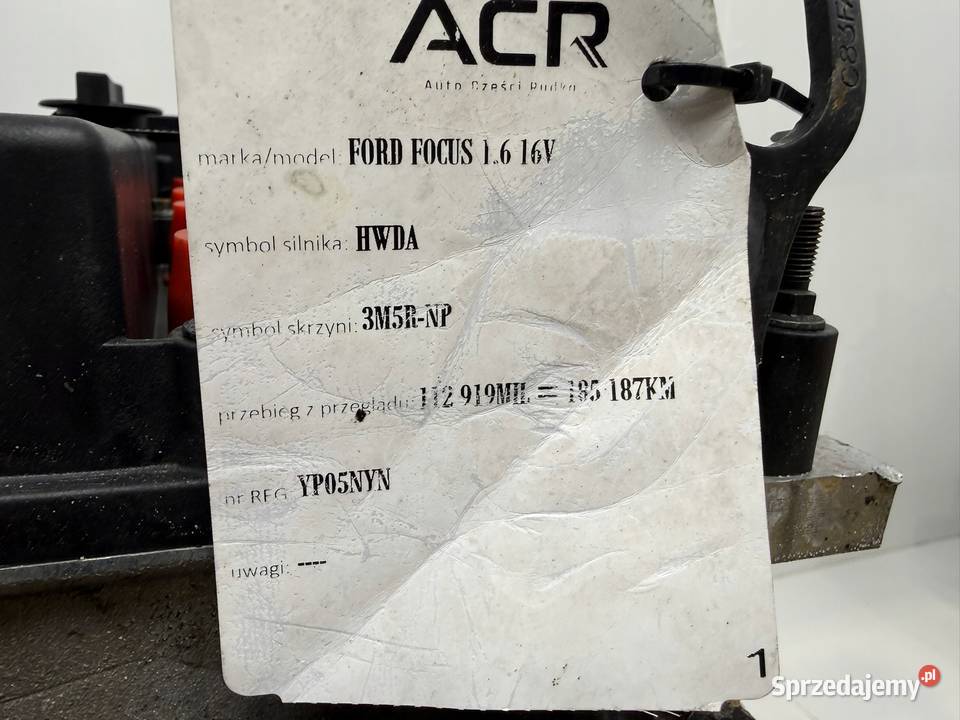 ACR
Auto Części Rudka
marka/model: FORD FOCUS 1.6 16V
symbol silnika: HWDA
symbol skrzyni: 3M5R-NP
przebieg z przeglądu: 112 919MIL = 185 187KM
nr REG. YP05NYN
uwagi: ----
1
Sprzedajemy.pl